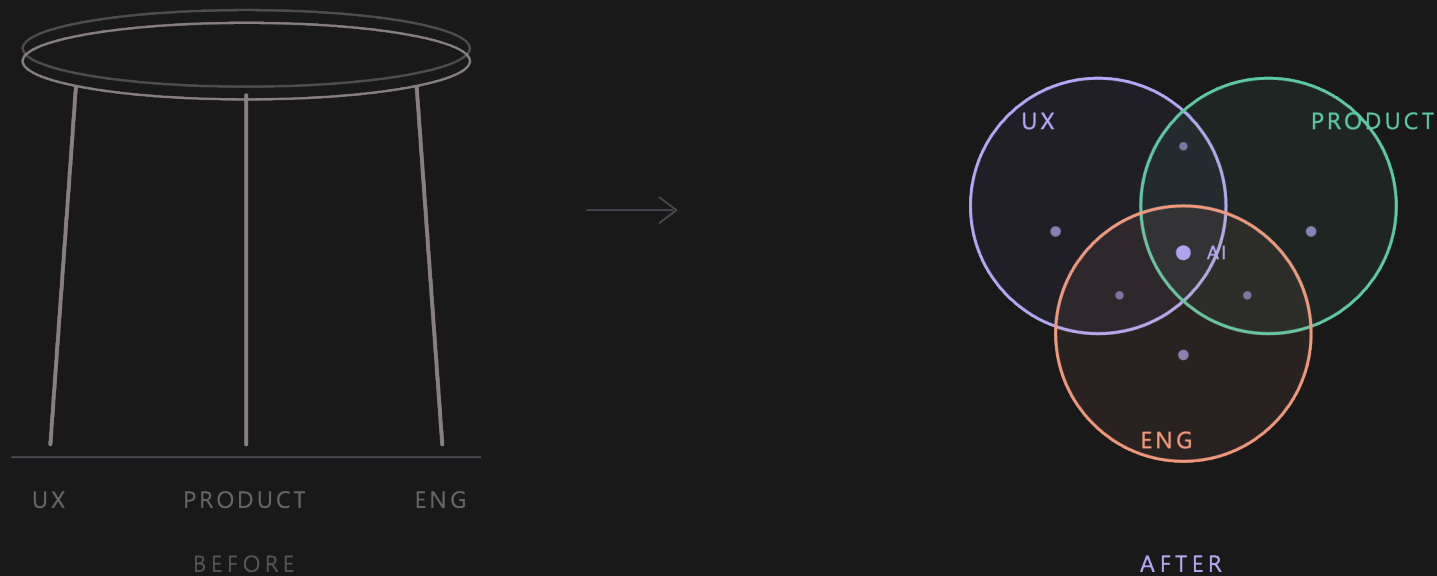 UX
PRODUCT
ENG
BEFORE
UX
PRODUCT
AI
ENG
AFTER